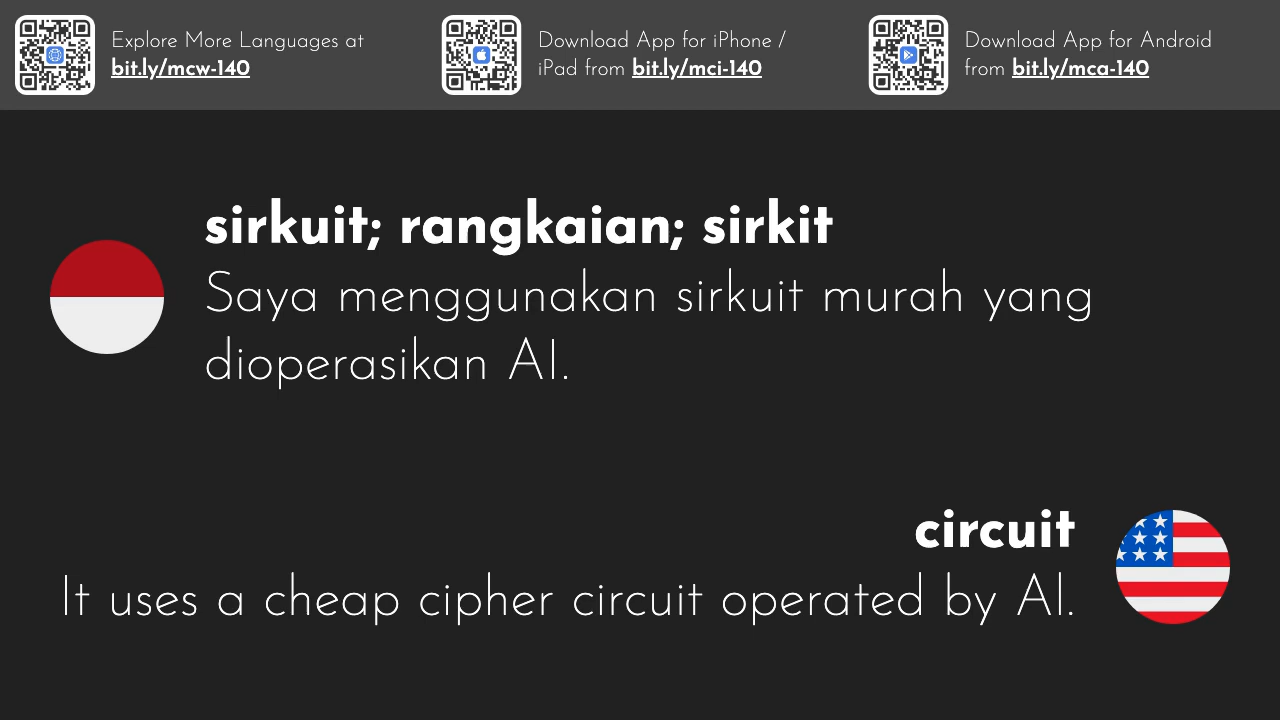 Explore More Languages at
bit.ly/mcw-140
Download App for iPhone /
iPad from bit.ly/mci-140
Download App for Android
from bit.ly/mca-140
sirkuit; rangkaian; sirkit
Saya menggunakan sirkuit murah yang
dioperasikan AI.
circuit
It uses a cheap cipher circuit operated by AI.